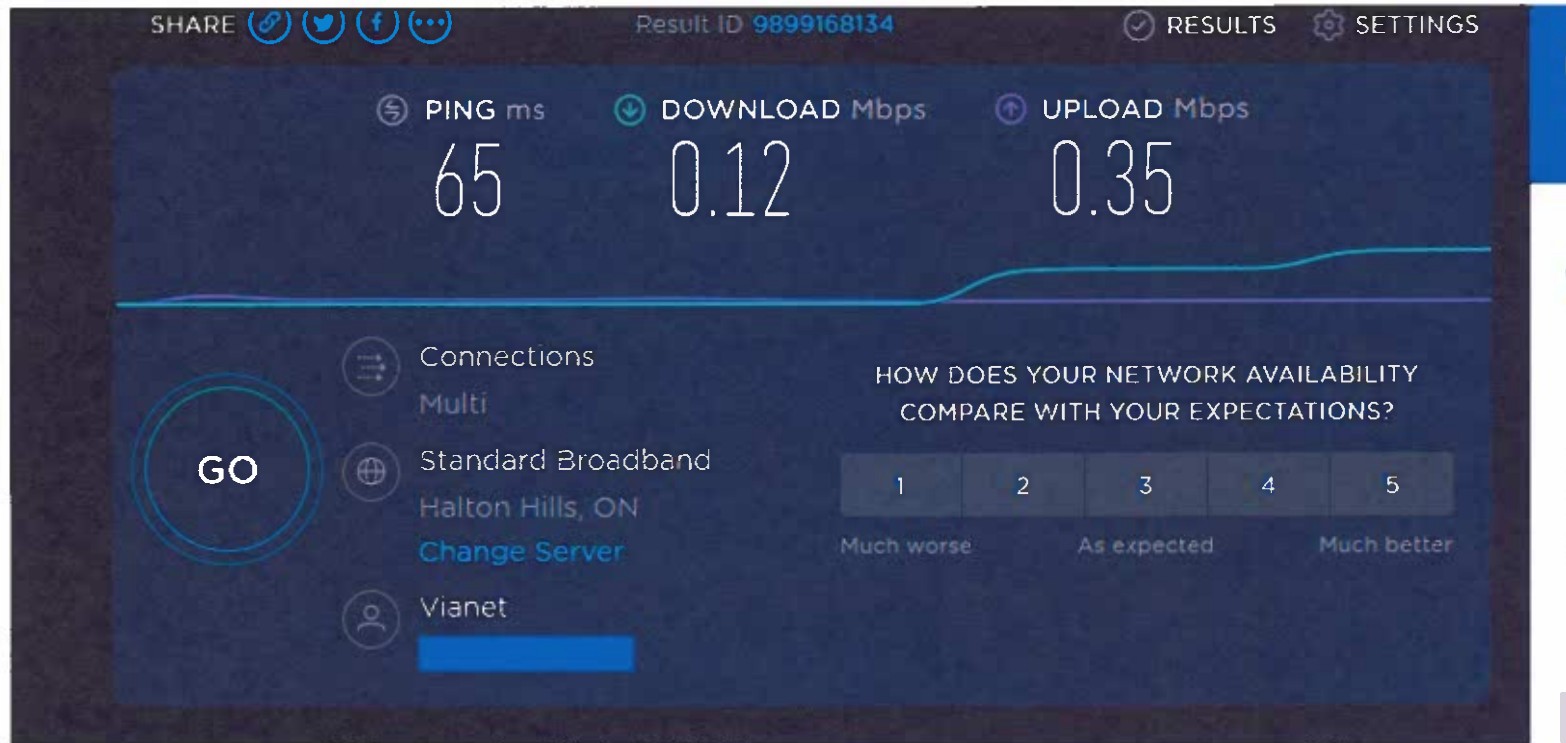 SHARE
Result ID 9899168134
RESULTS
SETTINGS
PING ms
DOWNLOAD Mbps
UPLOAD Mbps
65
0.12
0.35
GO
Connections
Multi
Standard Broadband
Halton Hills, ON
Change Server
Vianet
HOW DOES YOUR NETWORK AVAILABILITY
COMPARE WITH YOUR EXPECTATIONS?
1 2 3 4 5
Much worse As expected Much better